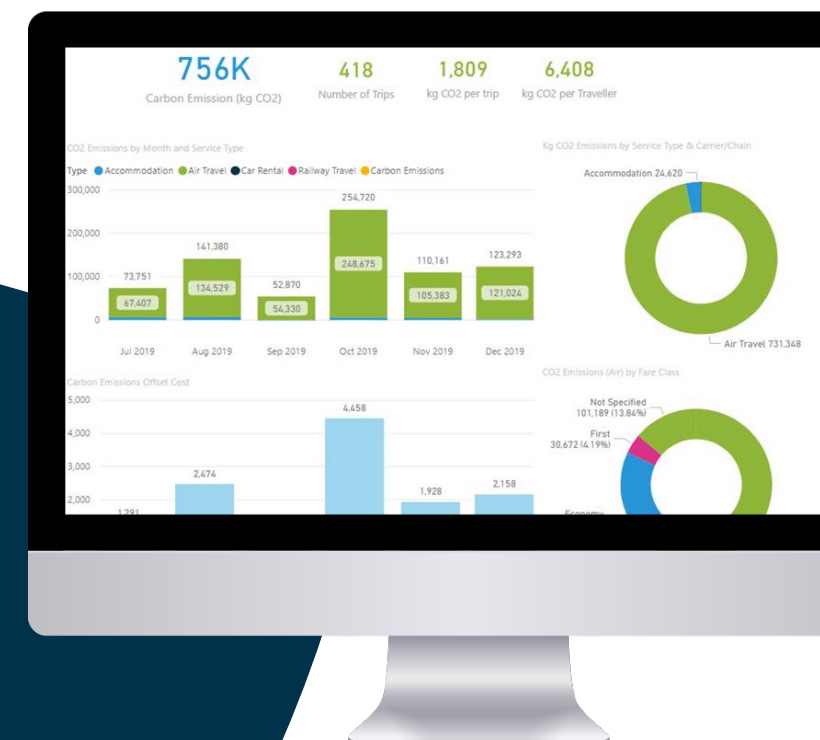 756K
Carbon Emission (kg CO2)
418
Number of Trips
1,809
kg CO2 per trip
6,408
kg CO2 per Traveller
CO2 Emissions by Month and Service Type
Type Accommodation Air Travel Car Rental Railway Travel Carbon Emissions
300,000
200,000
100,000
0
73,751
67,407
141,380
134,529
52,870
54,330
254,720
248,675
110,161
105,383
123,293
121,024
Jul 2019 Aug 2019 Sep 2019 Oct 2019 Nov 2019 Dec 2019
Kg CO2 Emissions by Service Type & Carrier/Chain
Accommodation 24,620
Air Travel 731,348
Carbon Emissions Offset Cost
5,000
4,000
3,000
2,000
1,291
2,474
4,458
1,928
2,158
CO2 Emissions (Air) by Fare Class
Not Specified
101,189 (13.84%)
First
30,672 (4.19%)
Economy